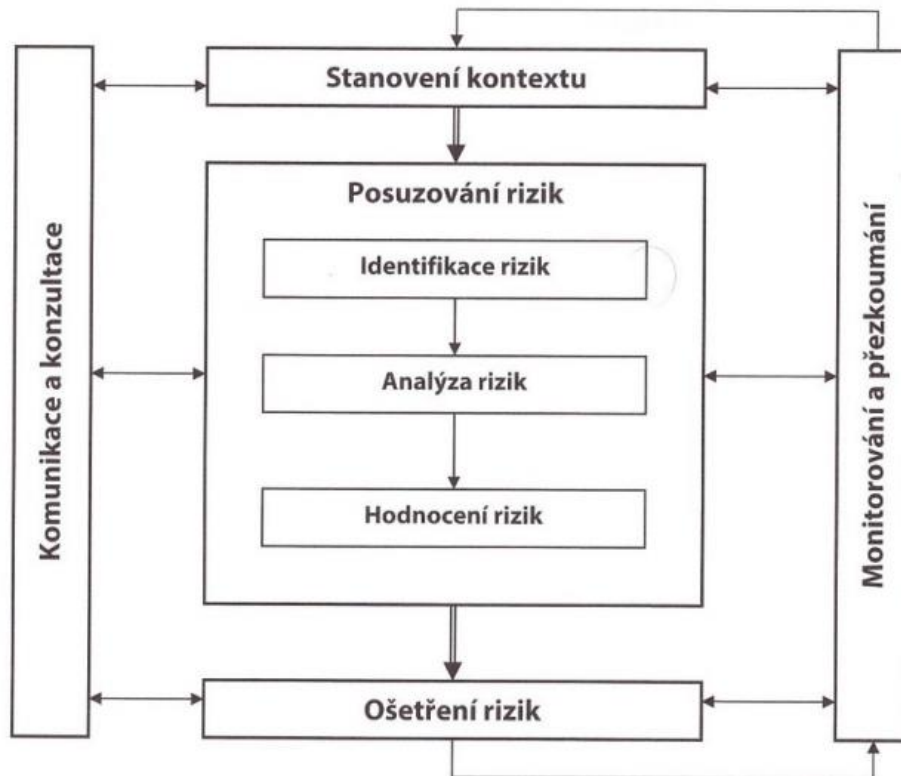 Stanovení kontextu
Posuzování rizik
Identifikace rizik
Analýza rizik
Hodnocení rizik
Ošetření rizik
Komunikace a konzultace
Monitorování a přezkoumání